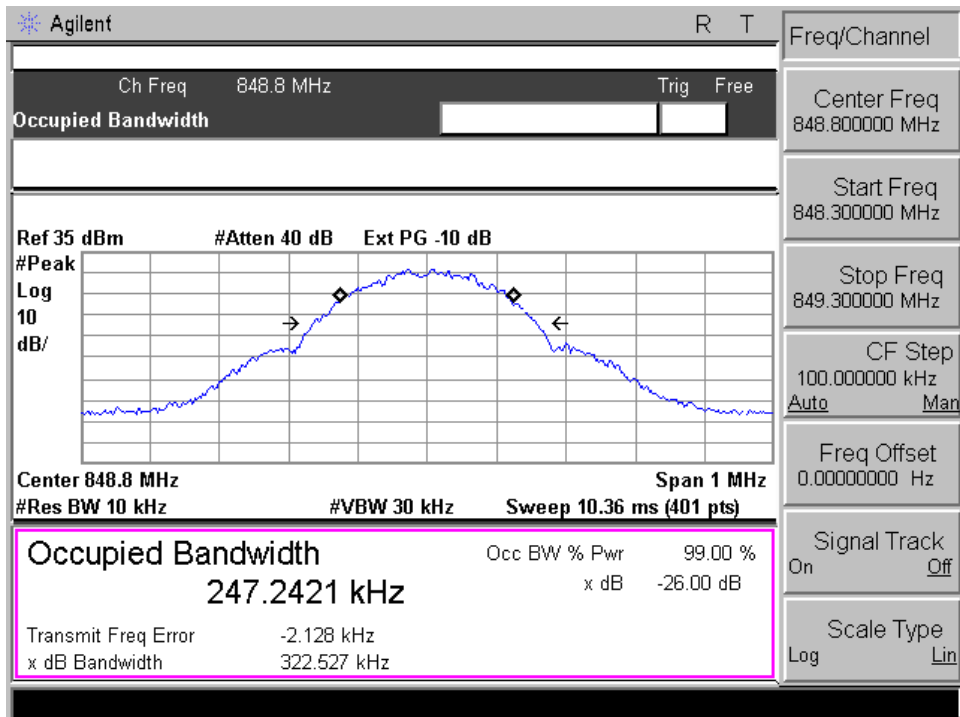 Agilent R T
Ch Freq 848.8 MHz Trig Free
Occupied Bandwidth
Ref 35 dBm #Atten 40 dB Ext PG -10 dB
#Peak
Log
10
dB/
Center 848.8 MHz Span 1 MHz
#Res BW 10 kHz #VBW 30 kHz Sweep 10.36 ms (401 pts)
Occupied Bandwidth Occ BW % Pwr 99.00 %
247.2421 kHz x dB -26.00 dB
Transmit Freq Error -2.128 kHz
x dB Bandwidth 322.527 kHz
Freq/Channel
Center Freq
848.800000 MHz
Start Freq
848.300000 MHz
Stop Freq
849.300000 MHz
CF Step
100.000000 kHz
Auto Man
Freq Offset
0.00000000 Hz
Signal Track
On Off
Scale Type
Log Lin